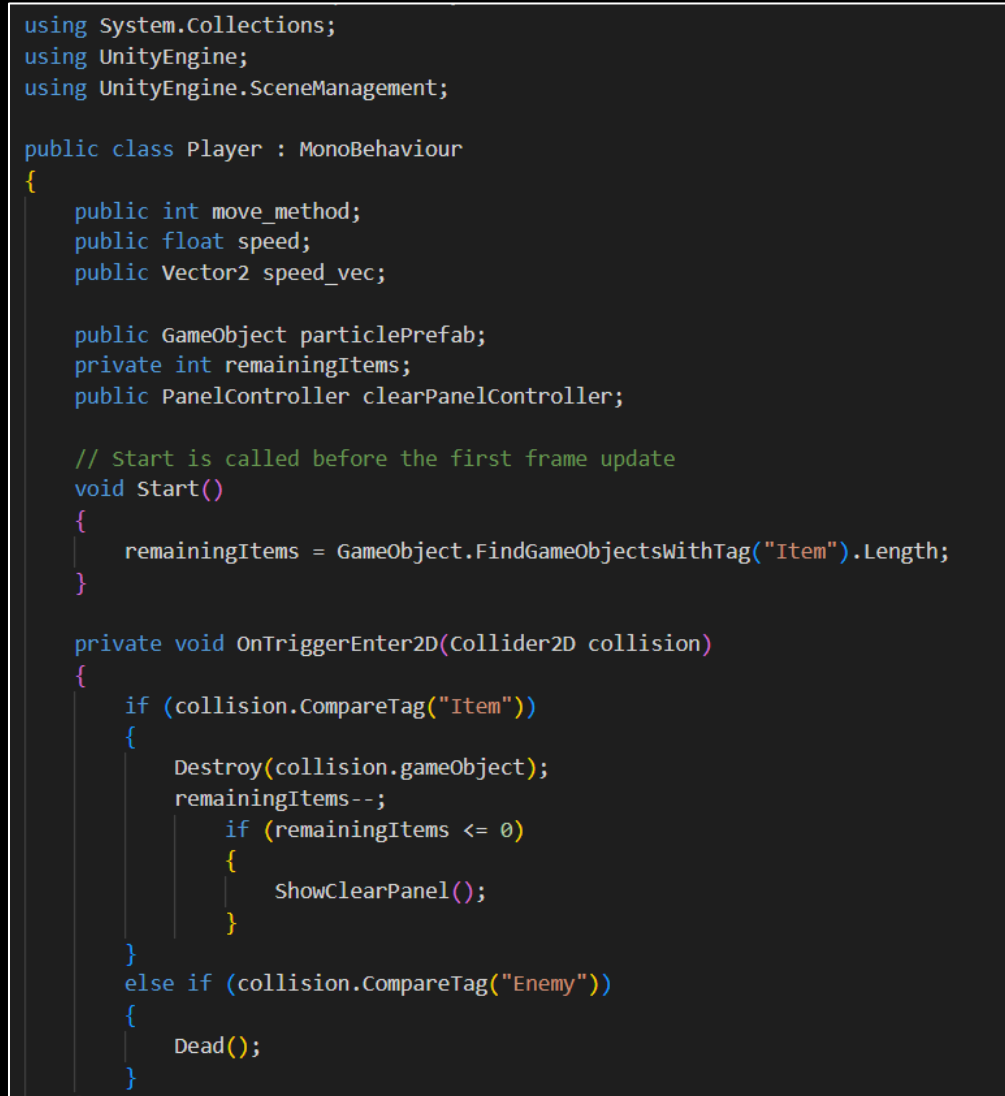 using System.Collections;
using UnityEngine;
using UnityEngine.SceneManagement;

public class Player : MonoBehaviour
{
    public int move_method;
    public float speed;
    public Vector2 speed_vec;

    public GameObject particlePrefab;
    private int remainingItems;
    public PanelController clearPanelController;

    // Start is called before the first frame update
    void Start()
    {
        remainingItems = GameObject.FindGameObjectsWithTag("Item").Length;
    }

    private void OnTriggerEnter2D(Collider2D collision)
    {
        if (collision.CompareTag("Item"))
        {
            Destroy(collision.gameObject);
            remainingItems--;
                if (remainingItems <= 0)
                {
                    ShowClearPanel();
                }
        }
        else if (collision.CompareTag("Enemy"))
        {
            Dead();
        }